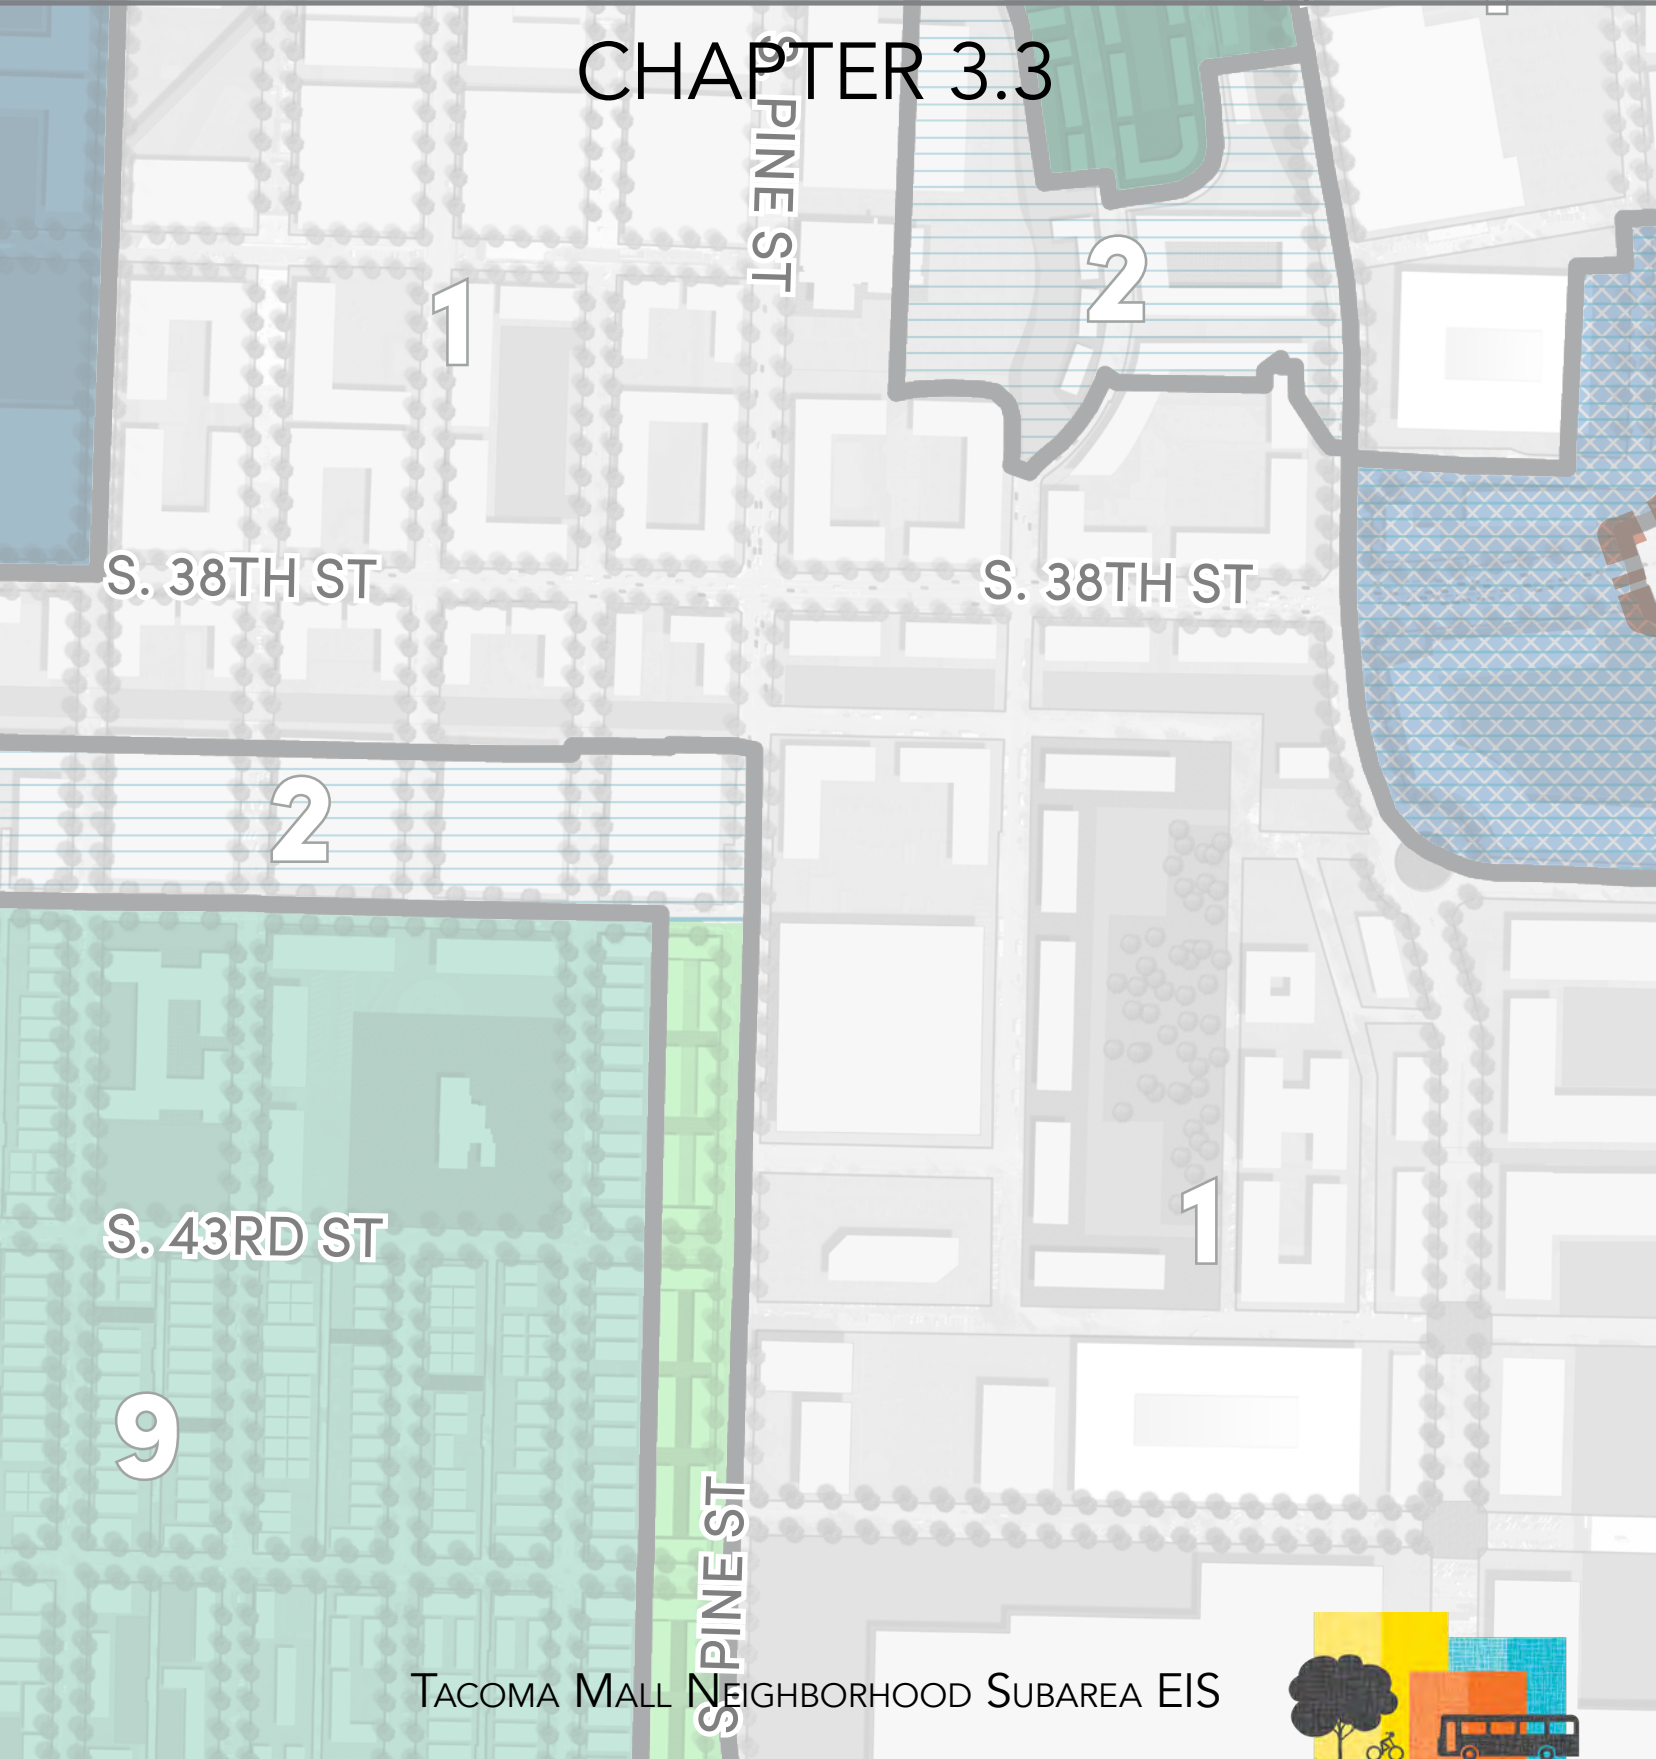 CHAPTER 3.3
S. PINE ST
2
1
S. 38TH ST
S. 38TH ST
2
1
S. 43RD ST
9
S. PINE ST
Tacoma Mall Neighborhood Subarea EIS